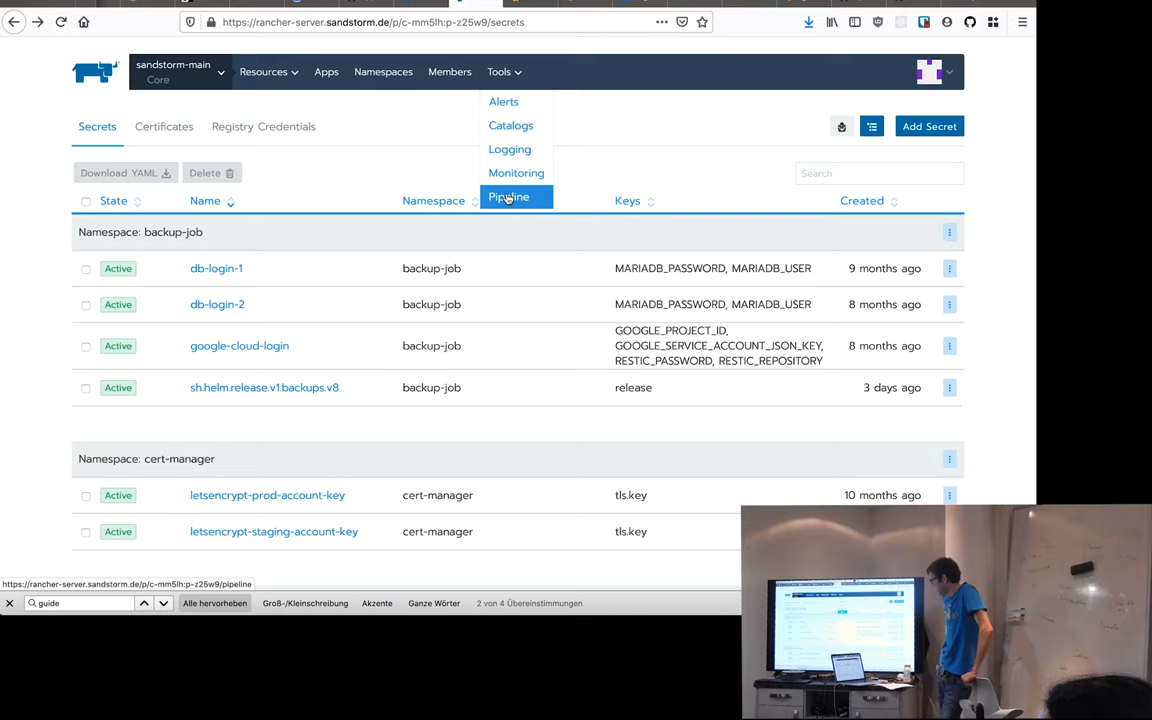 https://rancher-server.sandstorm.de/p/c-mm5lh:p-z25w9/secrets
sandstorm-main
Core
Resources
Apps
Namespaces
Members
Tools
Alerts
Catalogs
Logging
Monitoring
Pipeline
Secrets
Certificates
Registry Credentials
Add Secret
Download YAML
Delete
Search
State
Name
Namespace
Keys
Created
Namespace: backup-job
Active
db-login-1
backup-job
MARIADB_PASSWORD, MARIADB_USER
9 months ago
Active
db-login-2
backup-job
MARIADB_PASSWORD, MARIADB_USER
8 months ago
Active
google-cloud-login
backup-job
GOOGLE_PROJECT_ID,
GOOGLE_SERVICE_ACCOUNT_JSON_KEY,
RESTIC_PASSWORD, RESTIC_REPOSITORY
8 months ago
Active
sh.helm.release.v1.backups.v8
backup-job
release
3 days ago
Namespace: cert-manager
Active
letsencrypt-prod-account-key
cert-manager
tls.key
10 months ago
Active
letsencrypt-staging-account-key
cert-manager
tls.key
https://rancher-server.sandstorm.de/p/c-mm5lh:p-z25w9/pipeline
guide
Alle hervorheben
Groß-/Kleinschreibung
Akzente
Ganze Wörter
2 von 4 Übereinstimmungen